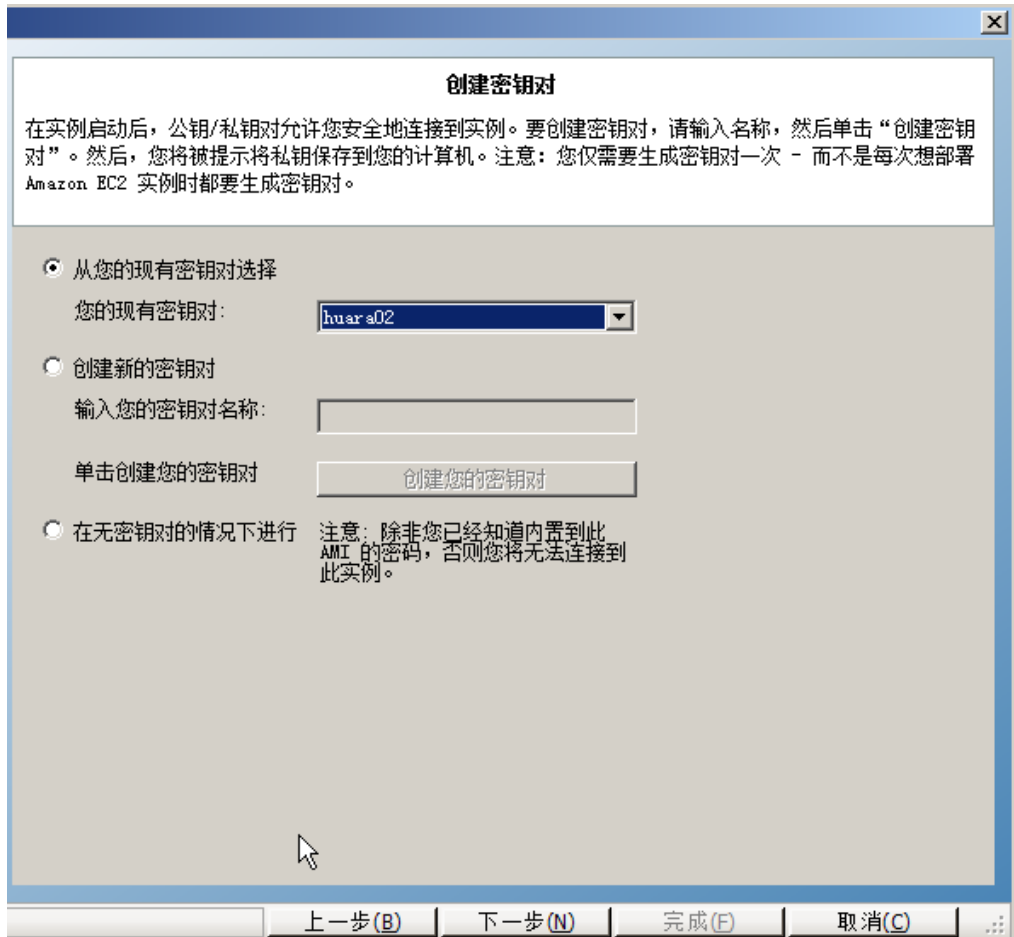 创建密钥对
在实例启动后，公钥/私钥对允许您安全地连接到实例。要创建密钥对，请输入名称，然后单击“创建密钥
对”。然后，您将被提示将私钥保存到您的计算机。注意: 您仅需要生成密钥对一次 - 而不是每次想部署
Amazon EC2 实例时都要生成密钥对。
从您的现有密钥对选择
您的现有密钥对:
huara02
创建新的密钥对
输入您的密钥对名称:
单击创建您的密钥对
创建您的密钥对
在无密钥对的情况下进行
注意: 除非您已经知道内置到此
AMI 的密码，否则您将无法连接到
此实例。
上一步(B)
下一步(N)
完成(F)
取消(C)